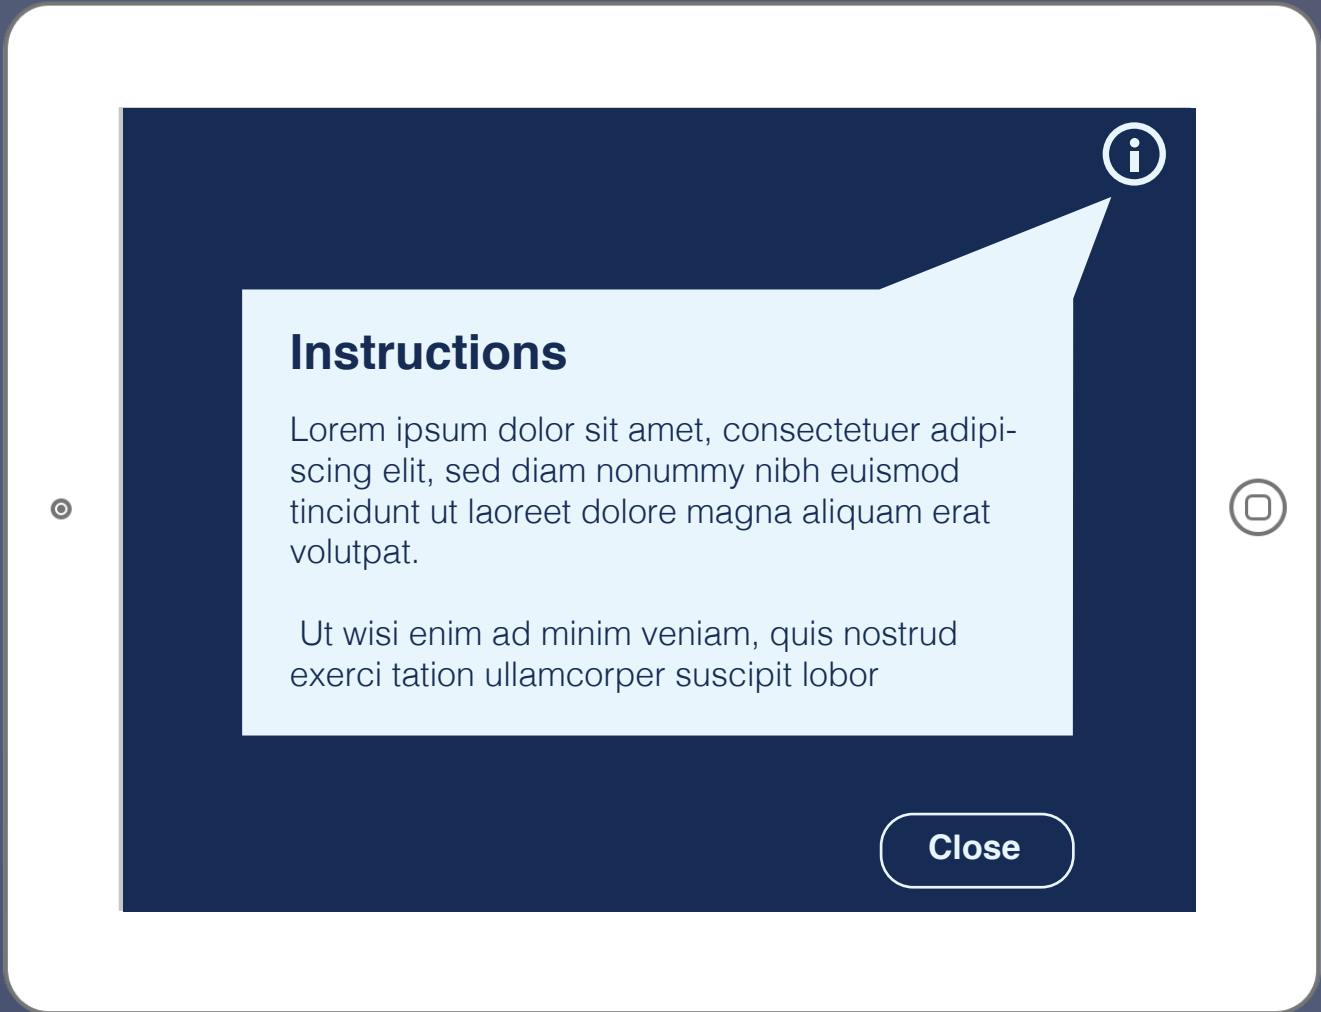 Instructions
Lorem ipsum dolor sit amet, consectetuer adipi-
scing elit, sed diam nonummy nibh euismod
tincidunt ut laoreet dolore magna aliquam erat
volutpat.
Ut wisi enim ad minim veniam, quis nostrud
exerci tation ullamcorper suscipit lobor
Close